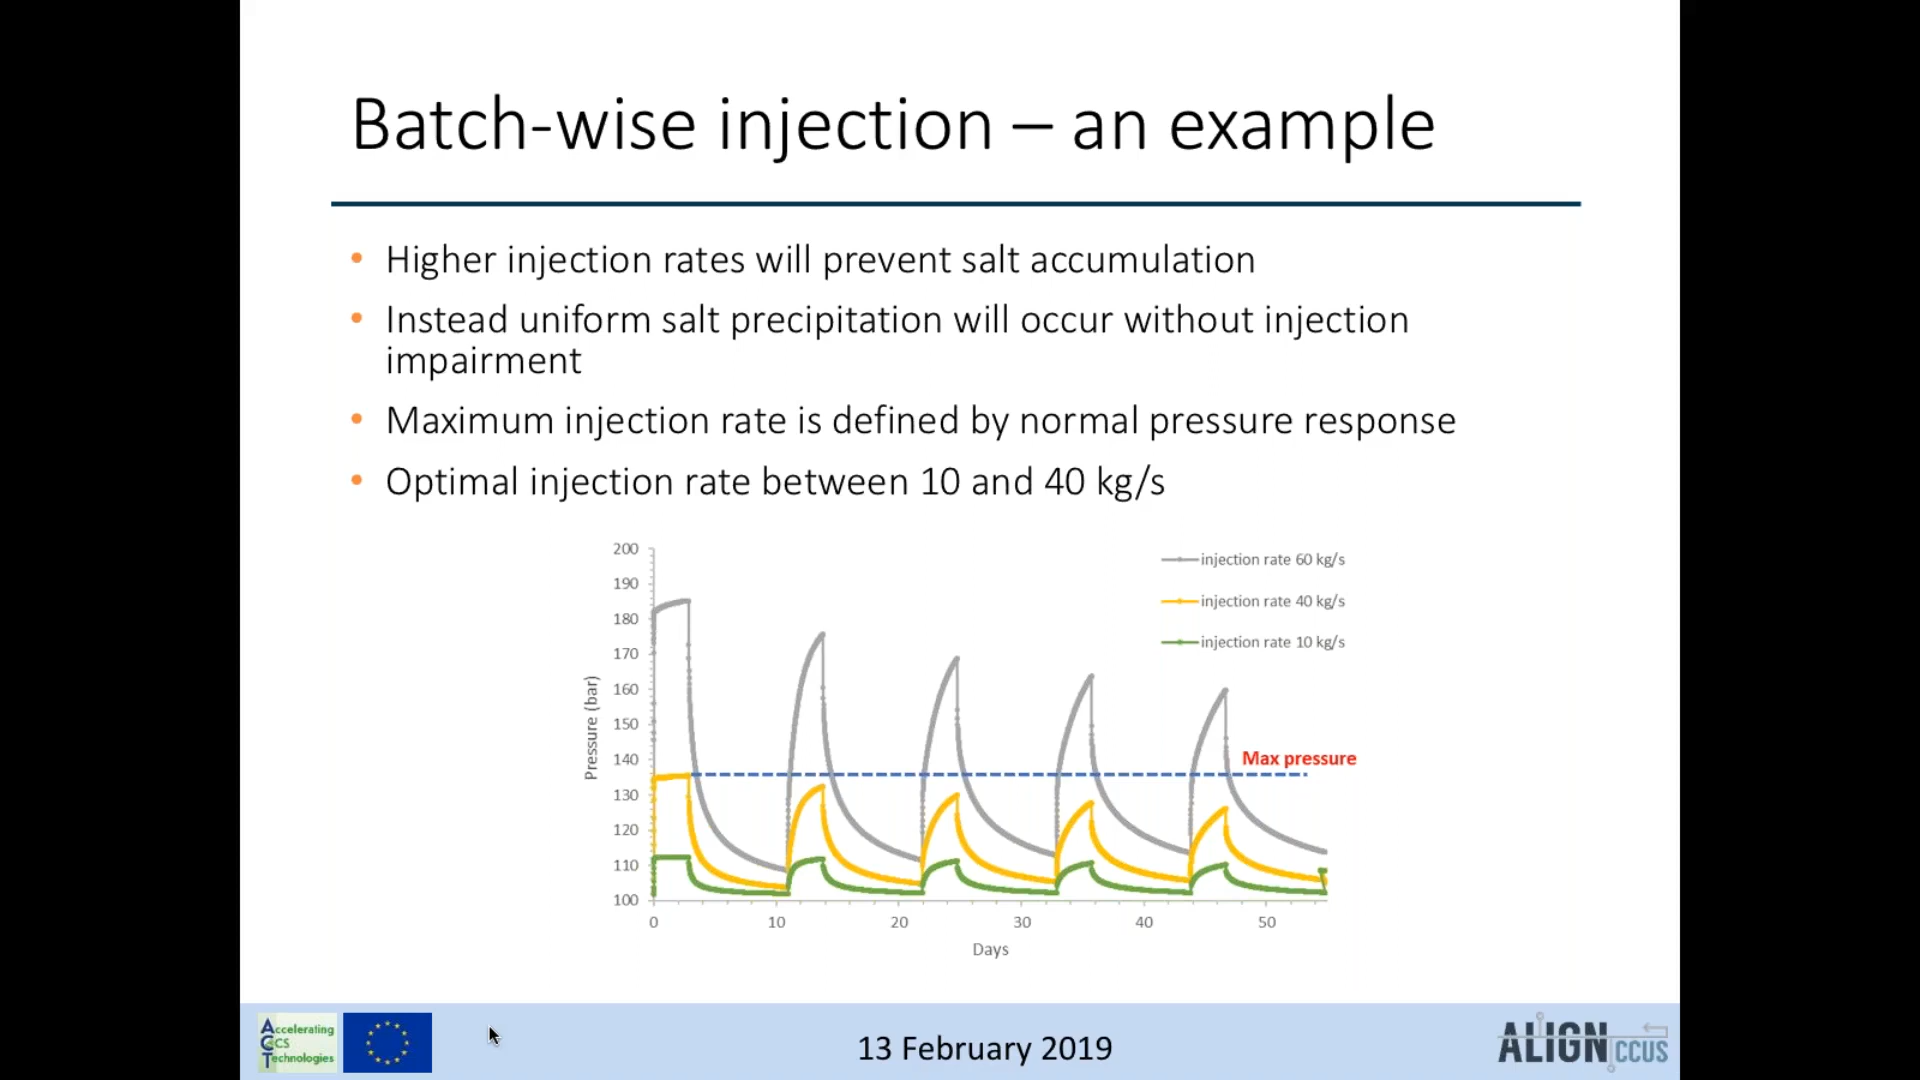 Batch-wise injection – an example
• Higher injection rates will prevent salt accumulation
• Instead uniform salt precipitation will occur without injection
impairment
• Maximum injection rate is defined by normal pressure response
• Optimal injection rate between 10 and 40 kg/s
200
190
180
170
160
150
140
130
120
110
100
Pressure (bar)
injection rate 60 kg/s
injection rate 40 kg/s
injection rate 10 kg/s
Max pressure
0 10 20 30 40 50
Days
Accelerating
CCS
Technologies
13 February 2019
ALIGN CCUS